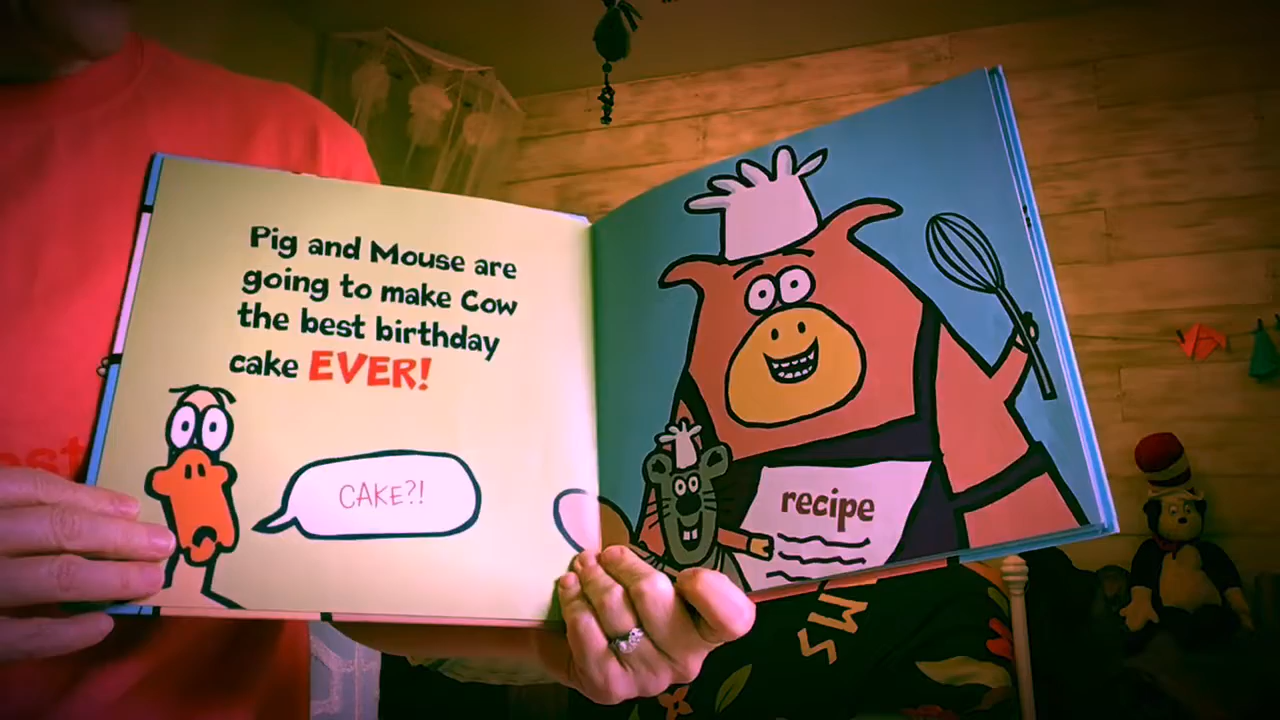 Pig and Mouse are
going to make Cow
the best birthday
cake EVER!
CAKE?!
recipe